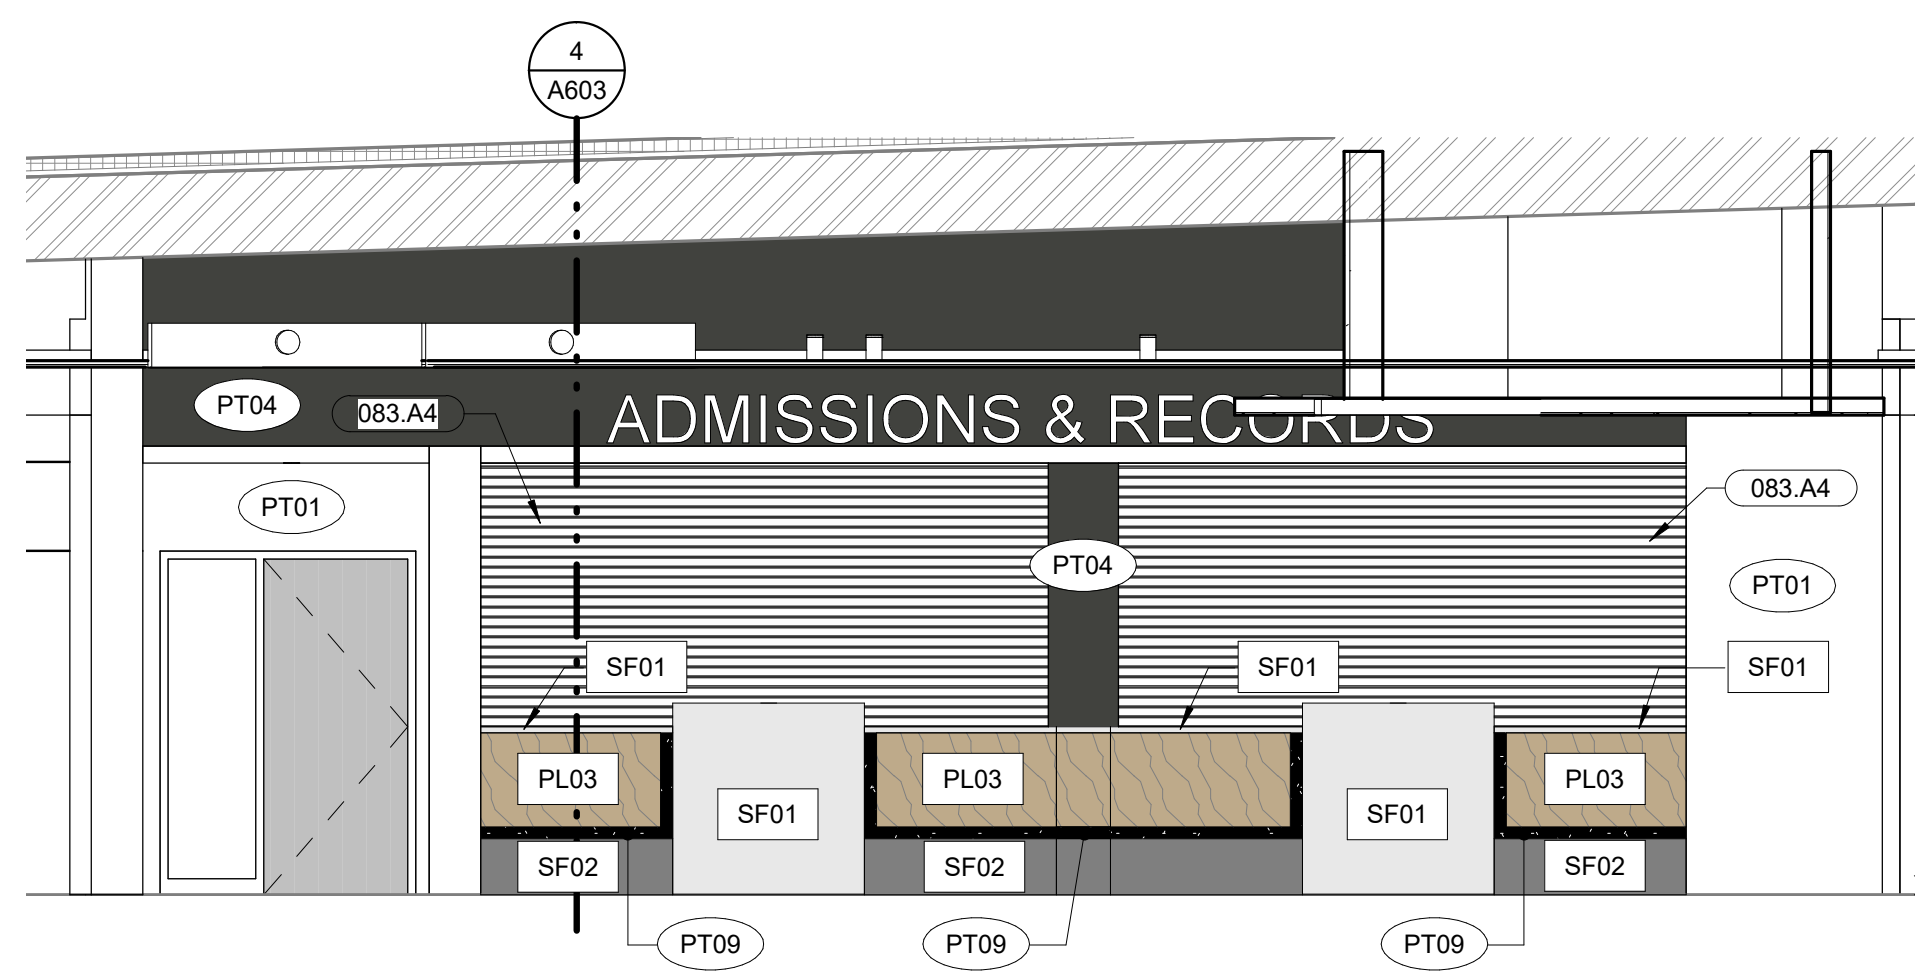 4
A603
PT04
083.A4
ADMISSIONS & RECORDS
083.A4
PT01
PT04
PT01
SF01
SF01
SF01
PL03
PL03
PL03
SF01
SF01
SF02
SF02
SF02
PT09
PT09
PT09